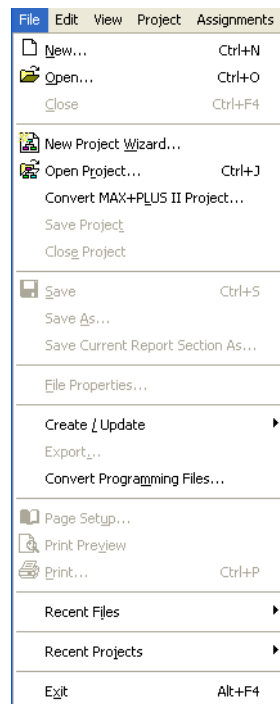 File Edit View Project Assignments
New... Ctrl+N
Open... Ctrl+O
Close Ctrl+F4
New Project Wizard...
Open Project... Ctrl+J
Convert MAX+PLUS II Project...
Save Project
Close Project
Save Ctrl+S
Save As...
Save Current Report Section As...
File Properties...
Create / Update
Export...
Convert Programming Files...
Page Setup...
Print Preview
Print... Ctrl+P
Recent Files
Recent Projects
Exit Alt+F4